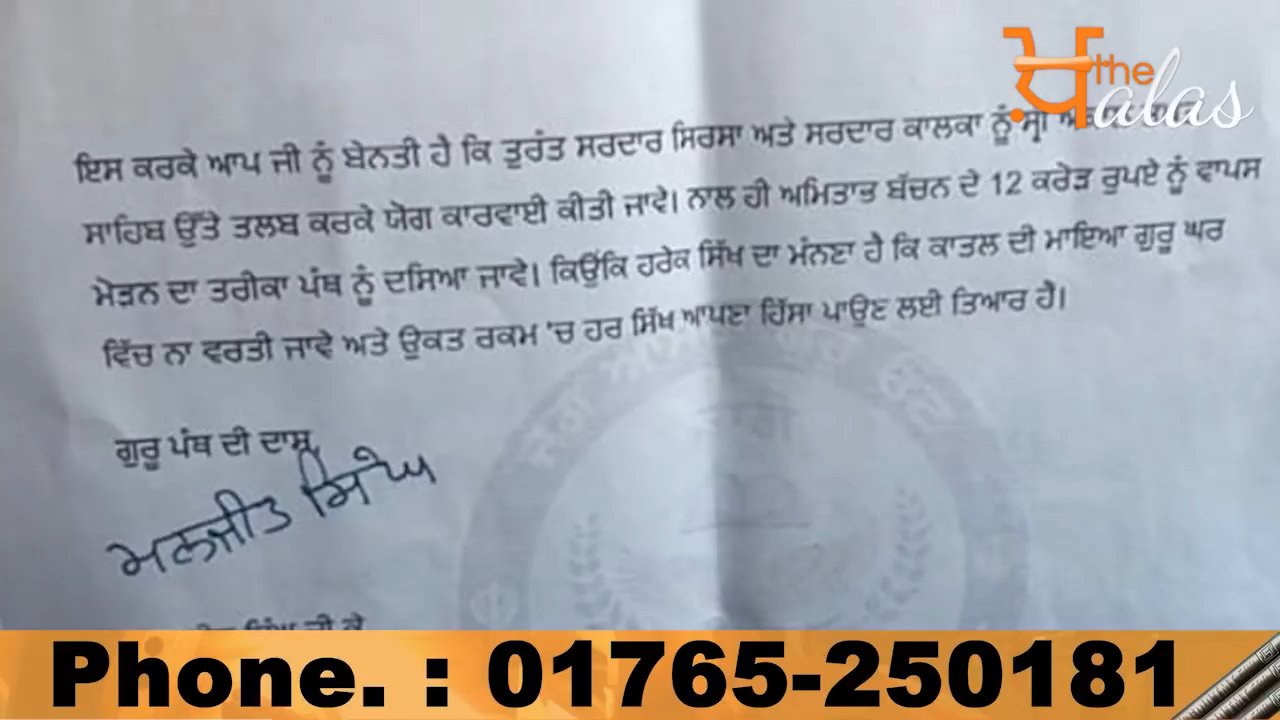 ਖ਼ the
alas
ਇਸ ਕਰਕੇ ਆਪ ਜੀ ਨੂੰ ਬੇਨਤੀ ਹੈ ਕਿ ਤੁਰੰਤ ਸਰਦਾਰ ਸਿਰਸਾ ਅਤੇ ਸਰਦਾਰ ਕਾਲਕਾ ਨੂੰ ਸ੍ਰੀ
ਸਾਹਿਬ ਉੱਤੇ ਤਲਬ ਕਰਕੇ ਯੋਗ ਕਾਰਵਾਈ ਕੀਤੀ ਜਾਵੇ। ਨਾਲ ਹੀ ਅਮਿਤਾਭ ਬੱਚਨ ਦੇ 12 ਕਰੋੜ ਰੁਪਏ ਨੂੰ ਵਾਪਸ
ਮੋੜਨ ਦਾ ਤਰੀਕਾ ਪੰਥ ਨੂੰ ਦਸਿਆ ਜਾਵੇ। ਕਿਉਂਕਿ ਹਰੇਕ ਸਿੱਖ ਦਾ ਮੰਨਣਾ ਹੈ ਕਿ ਕਾਤਲ ਦੀ ਮਾਇਆ ਗੁਰੂ ਘਰ
ਵਿੱਚ ਨਾ ਵਰਤੀ ਜਾਵੇ ਅਤੇ ਉਕਤ ਰਕਮ 'ਚ ਹਰ ਸਿੱਖ ਆਪਣਾ ਹਿੱਸਾ ਪਾਉਣ ਲਈ ਤਿਆਰ ਹੈ।
ਗੁਰੂ ਪੰਥ ਦੀ ਦਾਸ,
ਮਨਜੀਤ ਸਿੰਘ
Phone. : 01765-250181